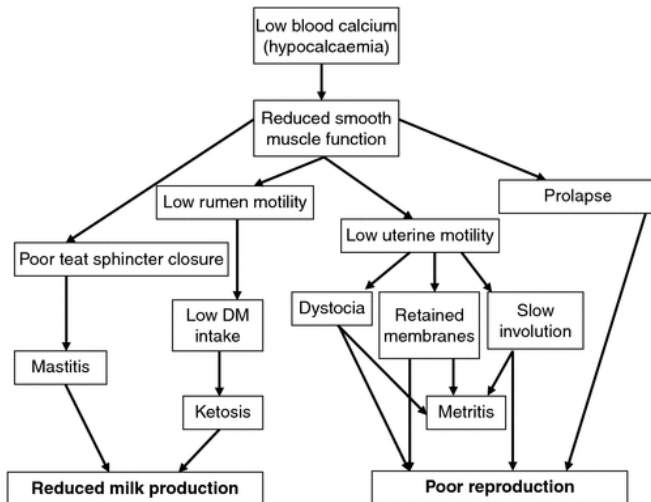 Low blood calcium
(hypocalcaemia)
Reduced smooth
muscle function
Prolapse
Low rumen motility
Low uterine motility
Poor teat sphincter closure
Dystocia
Retained
membranes
Slow
involution
Low DM
intake
Mastitis
Ketosis
Metritis
Reduced milk production
Poor reproduction